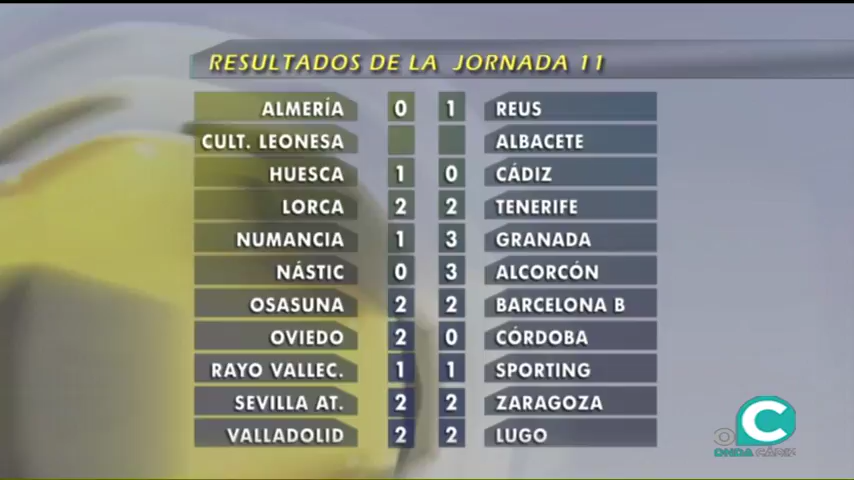 RESULTADOS DE LA JORNADA 11
ALMERÍA 0 1 REUS
CULT. LEONESA ALBACETE
HUESCA 1 0 CÁDIZ
LORCA 2 2 TENERIFE
NUMANCIA 1 3 GRANADA
NÁSTIC 0 3 ALCORCÓN
OSASUNA 2 2 BARCELONA B
OVIEDO 2 0 CÓRDOBA
RAYO VALLEC. 1 1 SPORTING
SEVILLA AT. 2 2 ZARAGOZA
VALLADOLID 2 2 LUGO
ONDA CÁDIZ